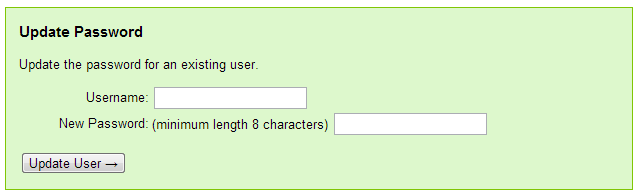 Update Password
Update the password for an existing user.
Username:
New Password: (minimum length 8 characters)
Update User →